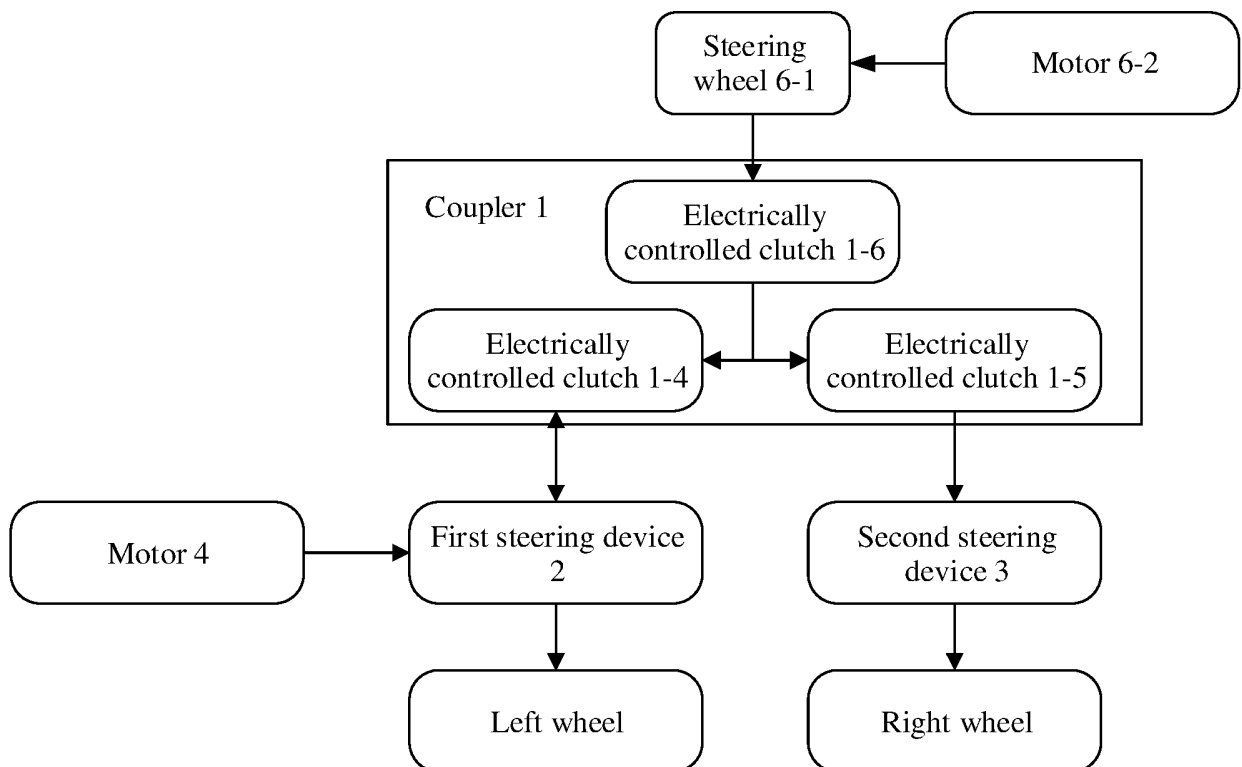 Steering
wheel 6-1
Motor 6-2
Coupler 1
Electrically
controlled clutch 1-6
Electrically
controlled clutch 1-4
Electrically
controlled clutch 1-5
Motor 4
First steering device
2
Second steering
device 3
Left wheel
Right wheel